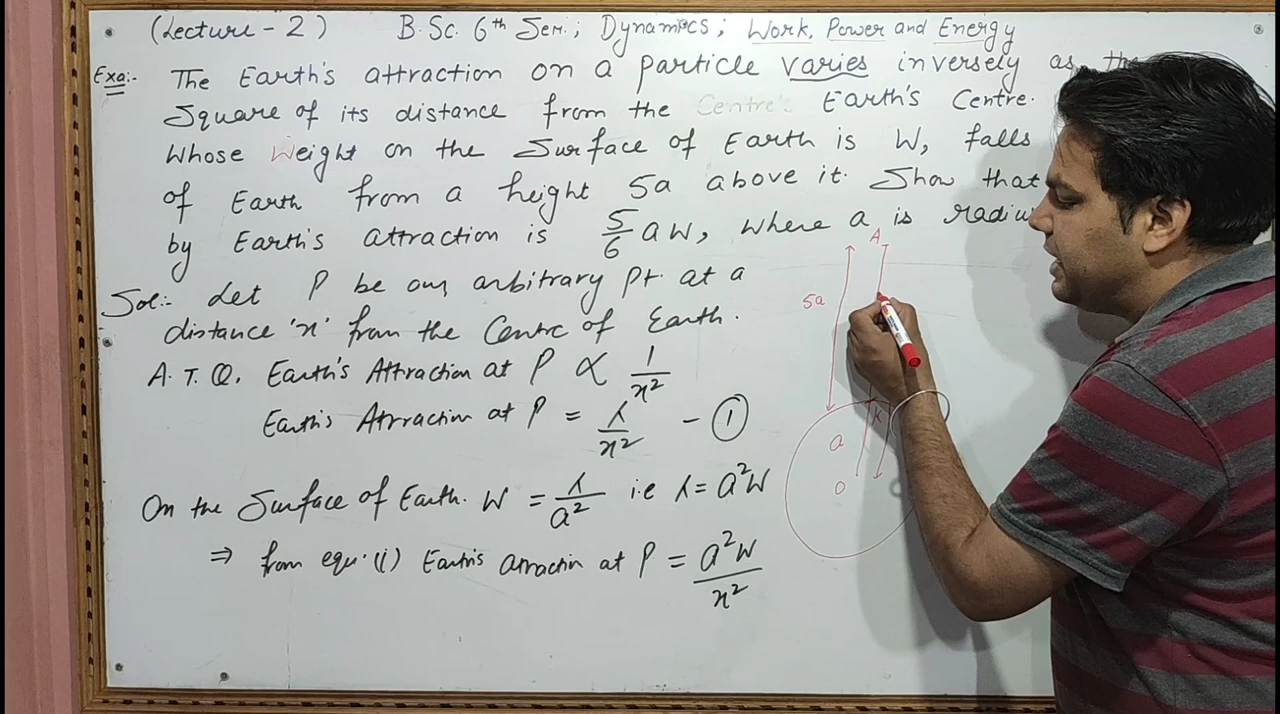 (Lecture - 2) B.Sc. 6th Sem.; Dynamics; Work, Power and Energy
Exa:- The Earth's attraction on a particle varies inversely as the
Square of its distance from the Centre's Earth's Centre.
Whose Weight on the Surface of Earth is W, falls
of Earth from a height 5a above it. Show that
by Earth's attraction is 5/6 aW, where a is radiu
Sol:- Let P be any arbitrary pt. at a
distance 'x' from the Centre of Earth.
A.T.Q. Earth's Attraction at P ∝ 1/x²
Earth's Attraction at P = λ/x² - ①
On the Surface of Earth. W = λ/a² i.e λ = a²W
⇒ from equ.(i) Earth's attraction at P = a²W/x²
A
5a
K
a
O